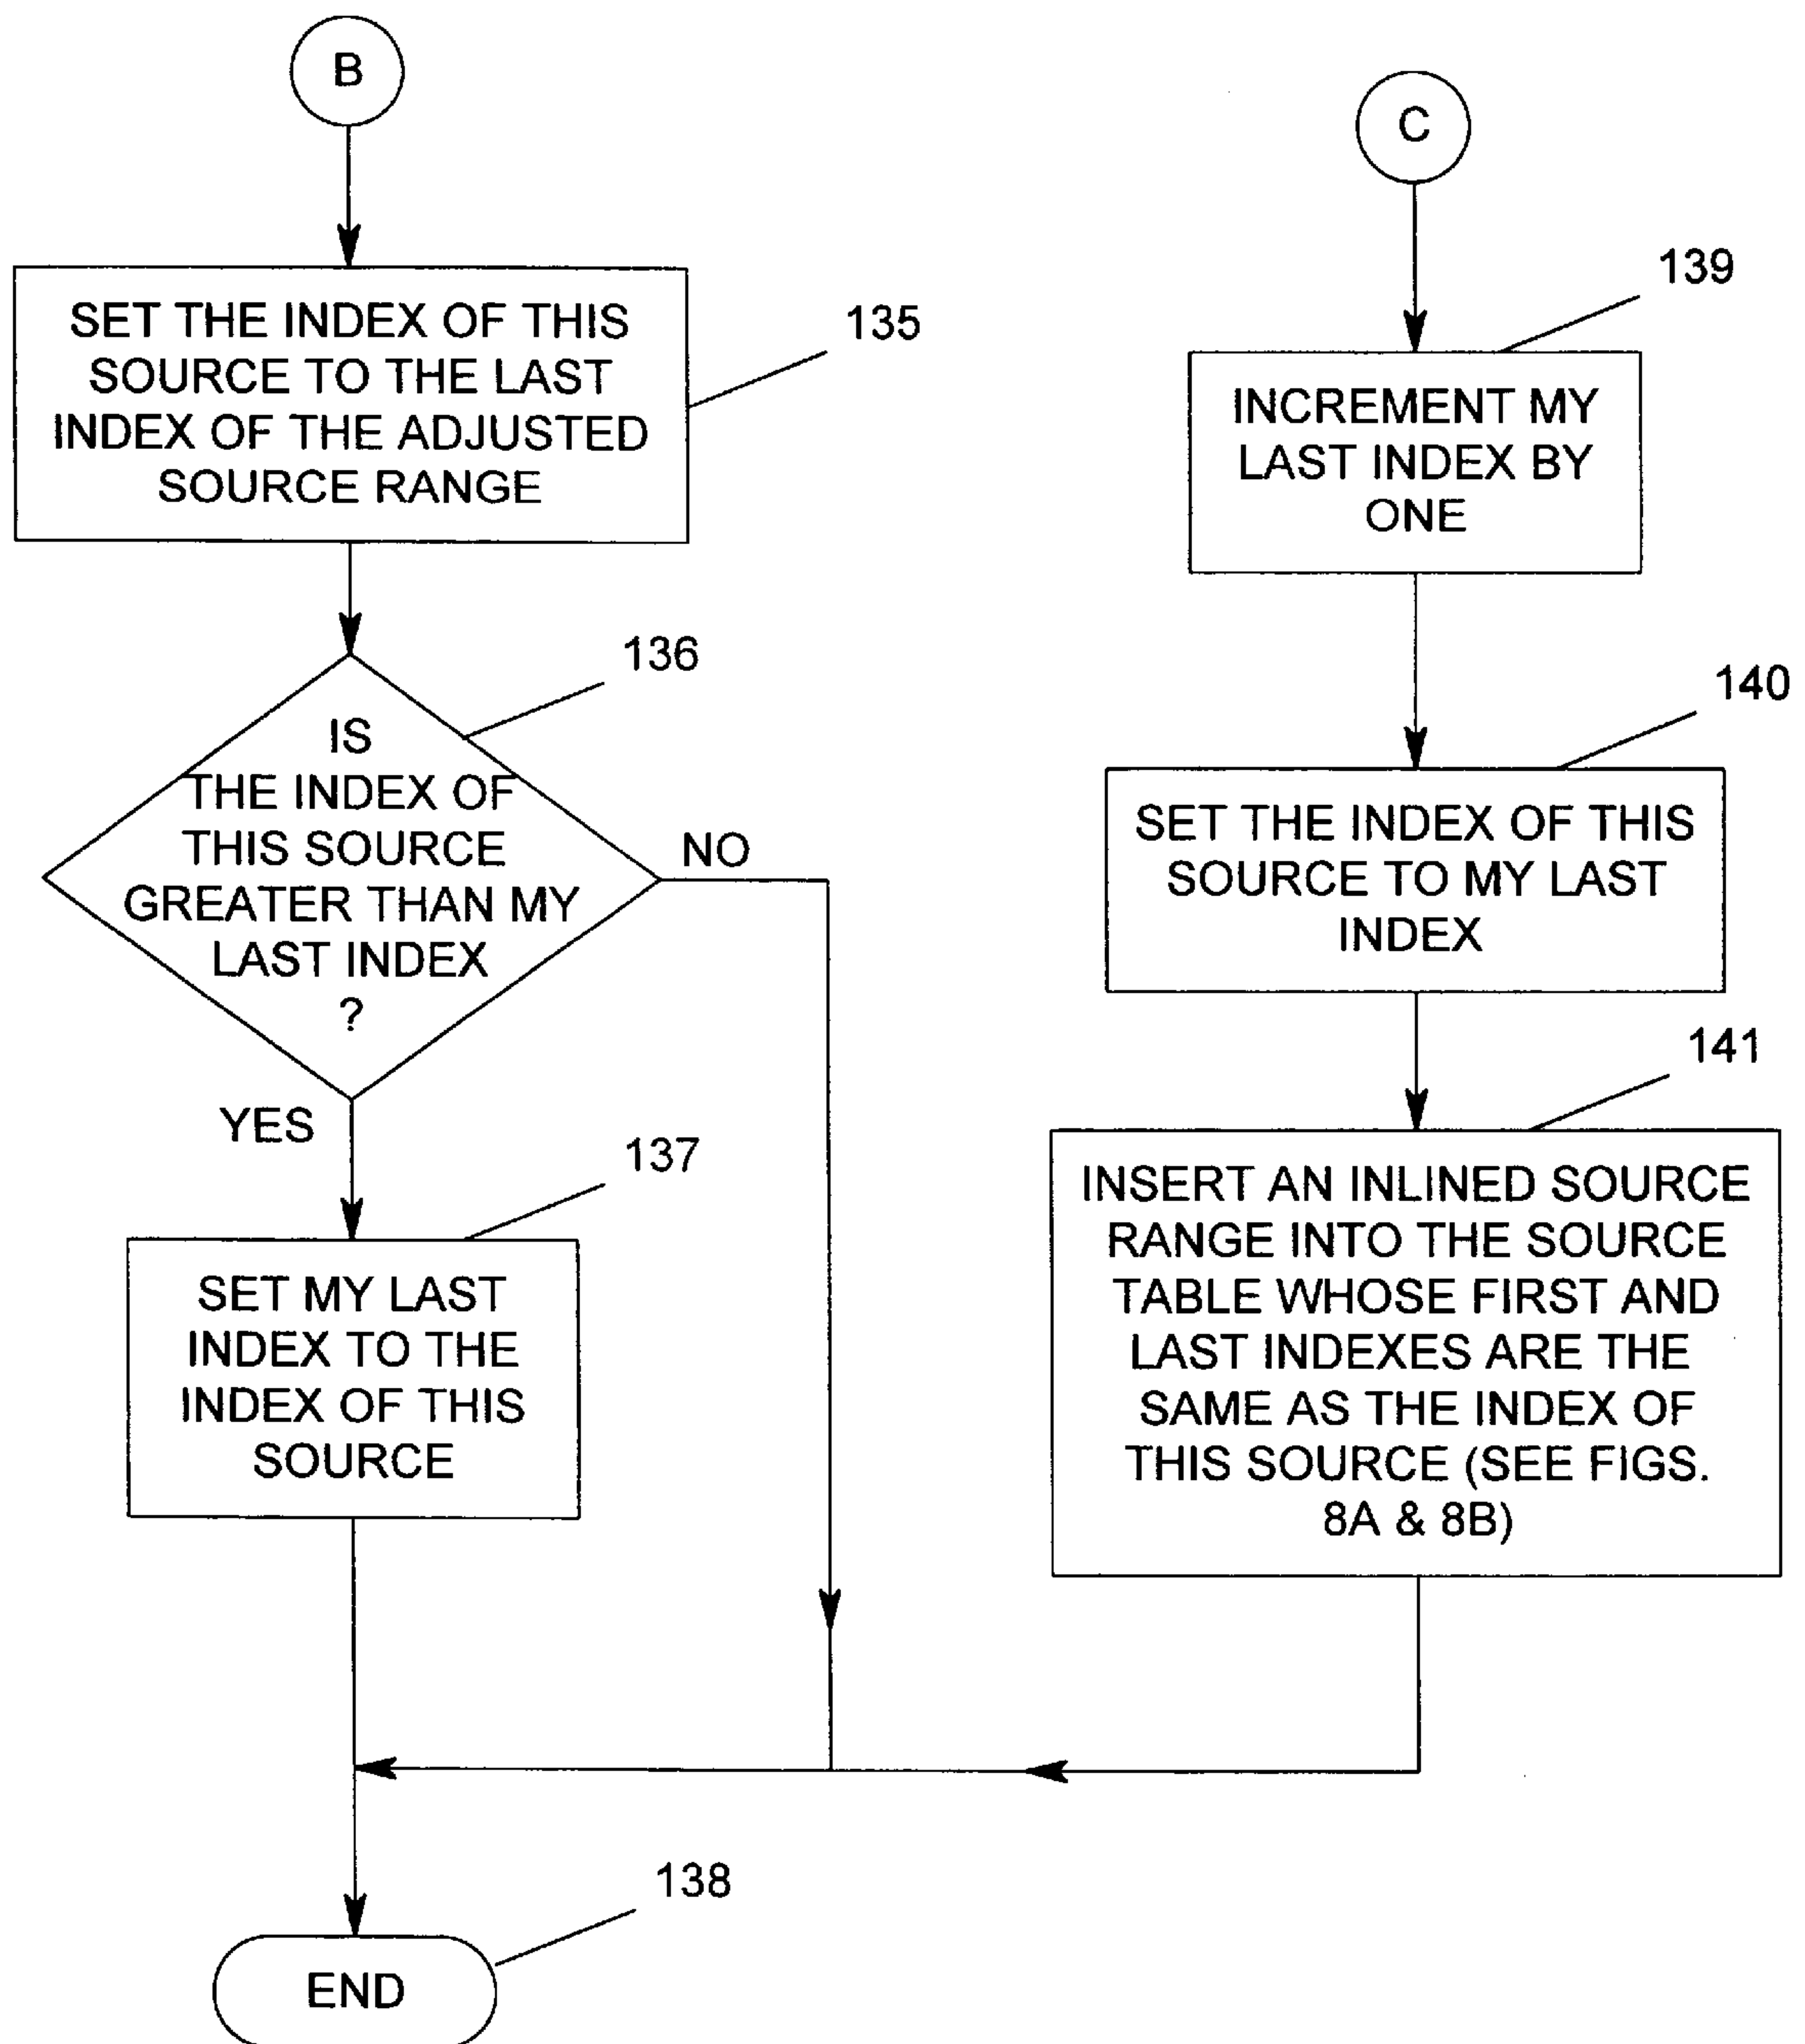 B
SET THE INDEX OF THIS
SOURCE TO THE LAST
INDEX OF THE ADJUSTED
SOURCE RANGE
135
IS
THE INDEX OF
THIS SOURCE
GREATER THAN MY
LAST INDEX
?
136
NO
YES
SET MY LAST
INDEX TO THE
INDEX OF THIS
SOURCE
137
END
138
C
INCREMENT MY
LAST INDEX BY
ONE
139
SET THE INDEX OF THIS
SOURCE TO MY LAST
INDEX
140
INSERT AN INLINED SOURCE
RANGE INTO THE SOURCE
TABLE WHOSE FIRST AND
LAST INDEXES ARE THE
SAME AS THE INDEX OF
THIS SOURCE (SEE FIGS.
8A & 8B)
141